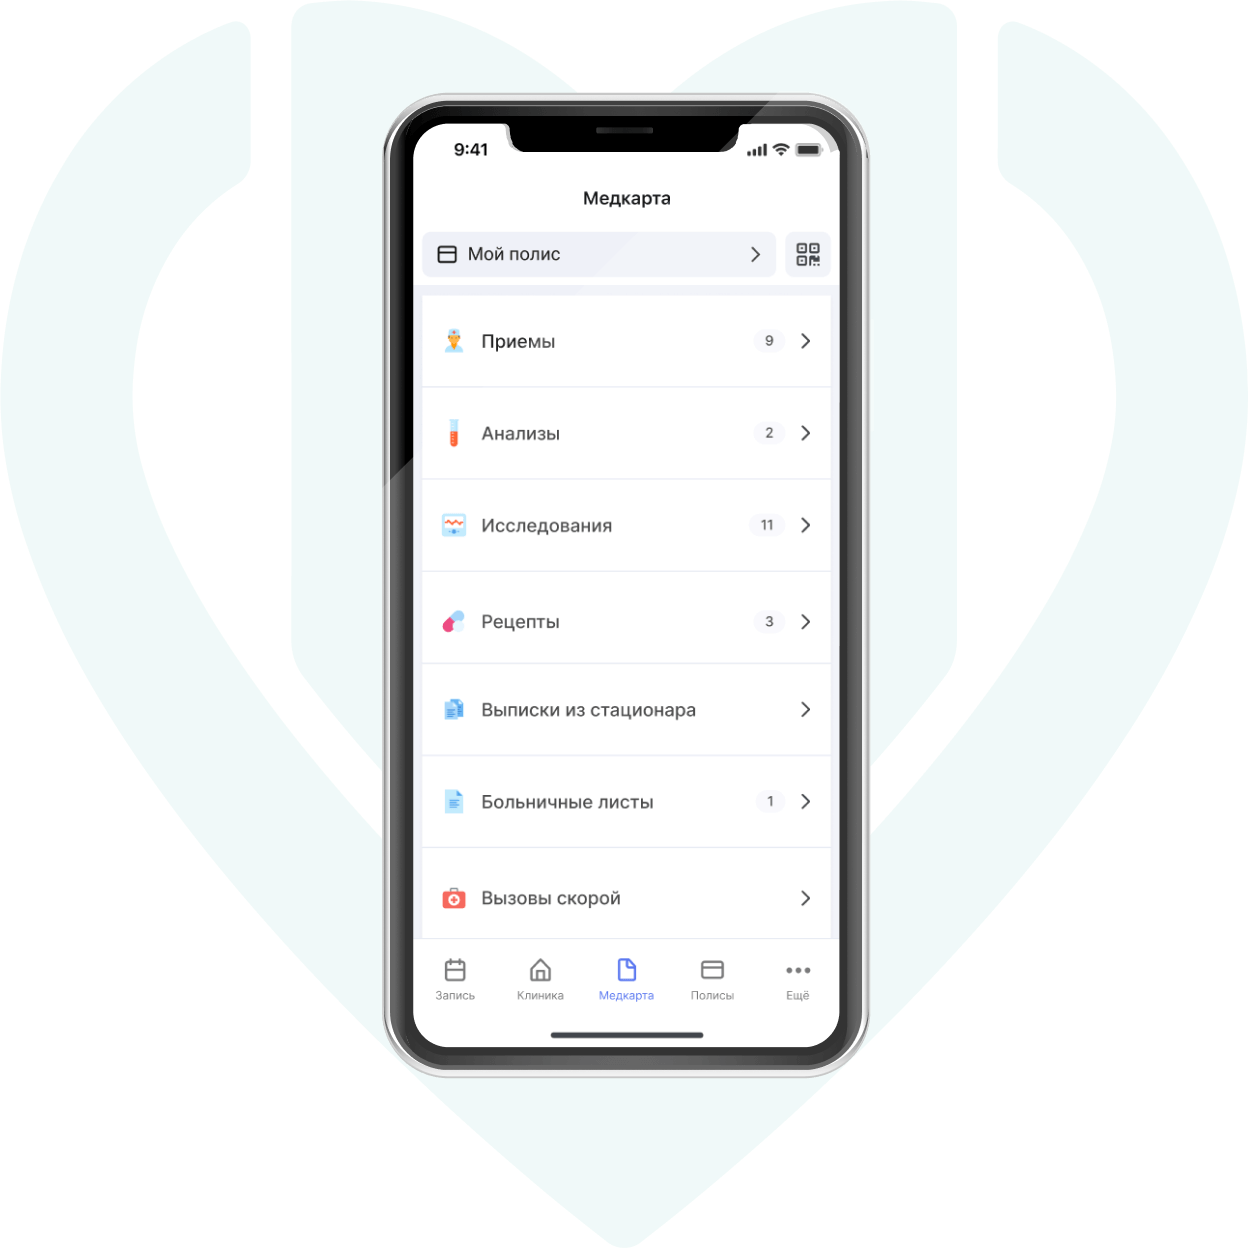 9:41
Медкарта
Мой полис
Приемы 9
Анализы 2
Исследования 11
Рецепты 3
Выписки из стационара
Больничные листы 1
Вызовы скорой
Запись Клиника Медкарта Полисы Ещё